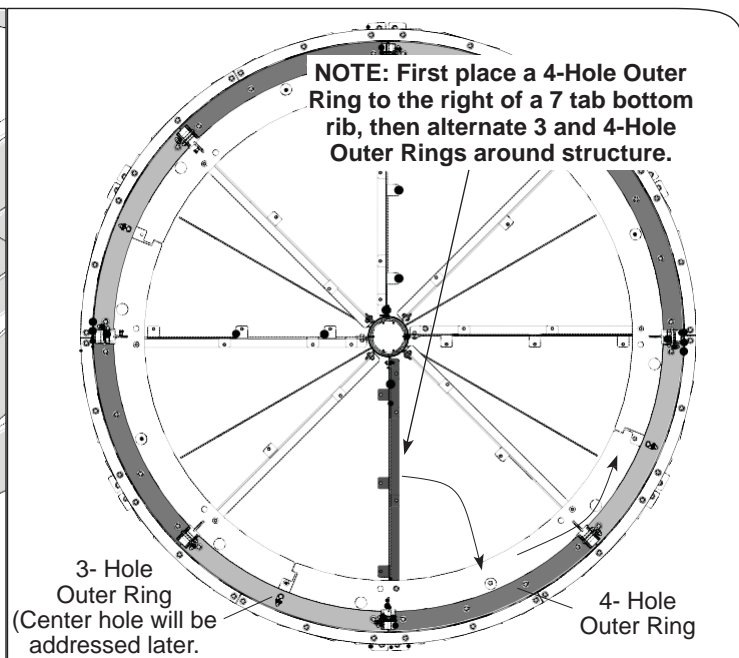 NOTE: First place a 4-Hole Outer
Ring to the right of a 7 tab bottom
rib, then alternate 3 and 4-Hole
Outer Rings around structure.
3- Hole
Outer Ring
(Center hole will be
addressed later.
4- Hole
Outer Ring